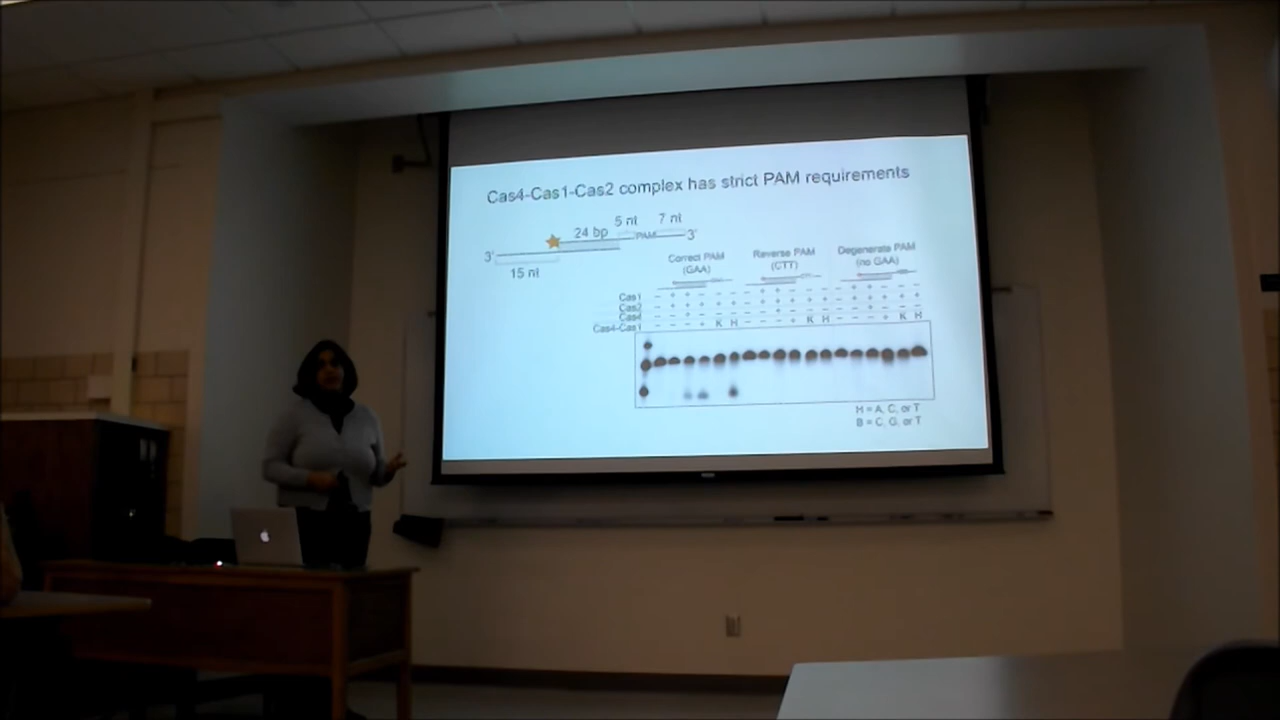 Cas4-Cas1-Cas2 complex has strict PAM requirements
5 nt 7 nt
24 bp
PAM
3'
3'
15 nt
Correct PAM
(GAA)
Reverse PAM
(CTT)
Degenerate PAM
(no GAA)
Cas1
Cas2
Cas4
Cas4-Cas1
K H K H K H
H = A, C, or T
B = C, G, or T